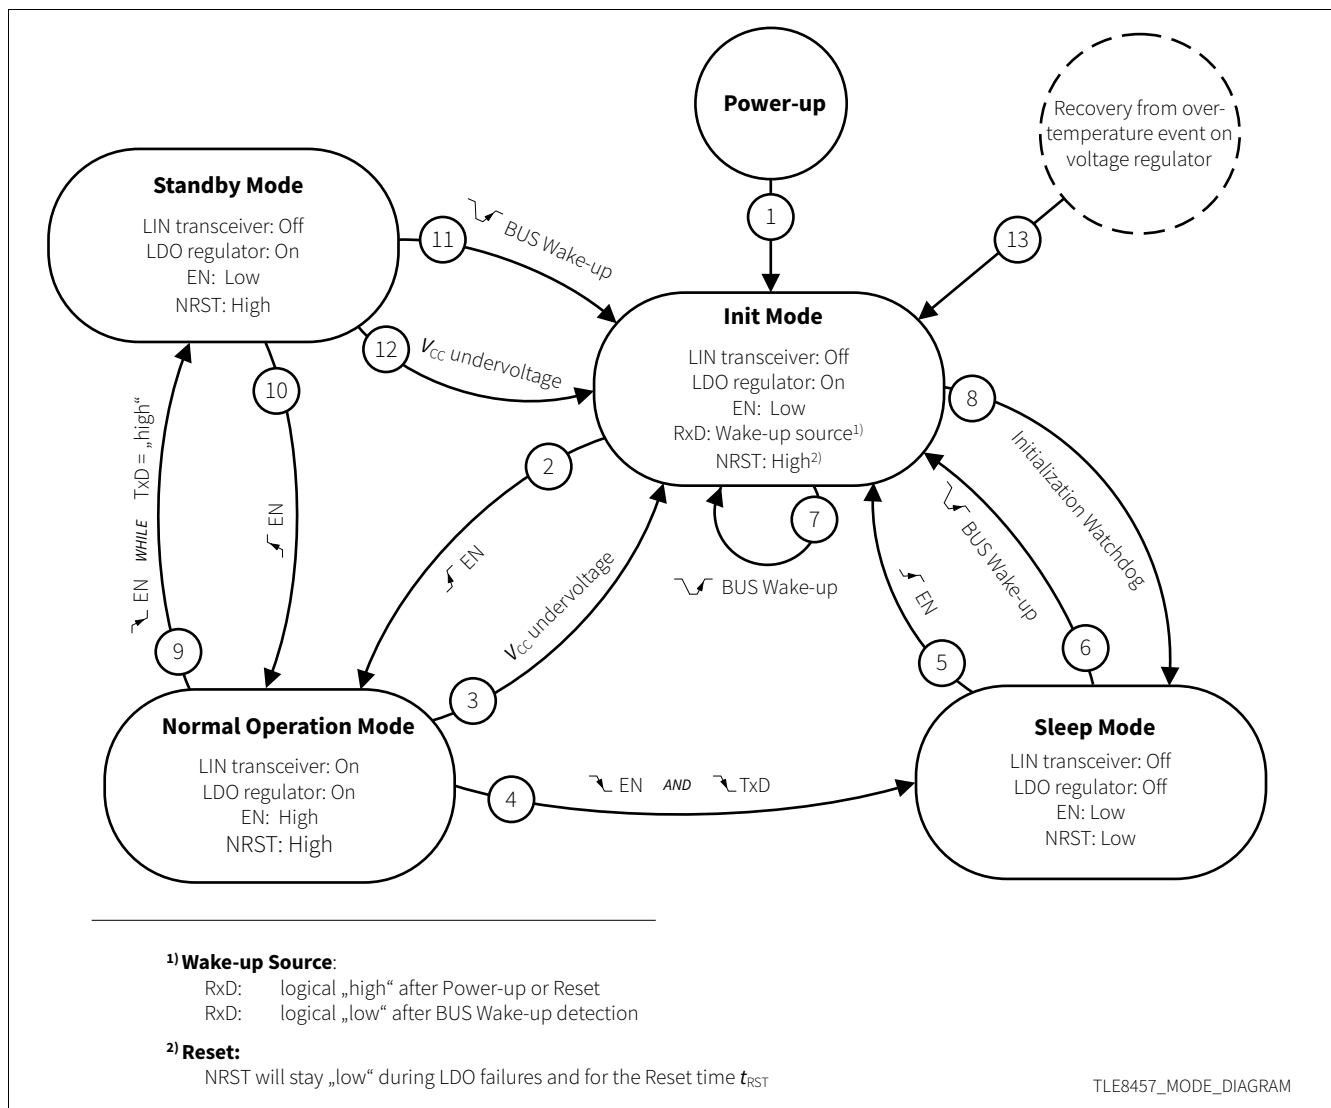 Power-up
Recovery from over-
temperature event on
voltage regulator
1
13
Standby Mode
LIN transceiver: Off
LDO regulator: On
EN: Low
NRST: High
11
BUS Wake-up
12
VCC undervoltage
10
EN
9
EN WHILE TxD = „high“
Init Mode
LIN transceiver: Off
LDO regulator: On
EN: Low
RxD: Wake-up source1)
NRST: High2)
2
EN
3
VCC undervoltage
7
BUS Wake-up
8
Initialization Watchdog
6
BUS Wake-up
5
EN
Normal Operation Mode
LIN transceiver: On
LDO regulator: On
EN: High
NRST: High
4
EN AND TxD
Sleep Mode
LIN transceiver: Off
LDO regulator: Off
EN: Low
NRST: Low
1) Wake-up Source:
RxD: logical „high“ after Power-up or Reset
RxD: logical „low“ after BUS Wake-up detection
2) Reset:
NRST will stay „low“ during LDO failures and for the Reset time tRST
TLE8457_MODE_DIAGRAM